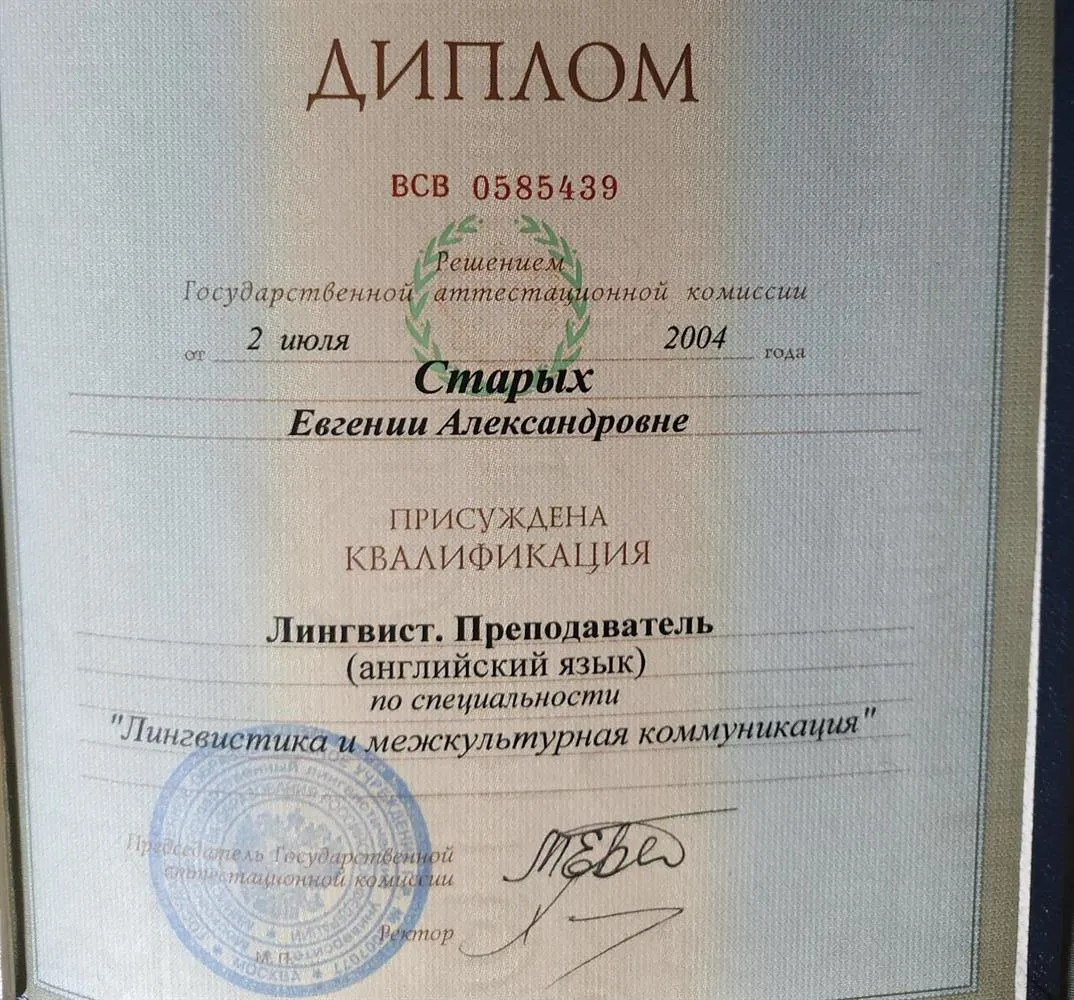 ДИПЛОМ
ВСВ 0585439
Решением
Государственной аттестационной комиссии
от 2 июля 2004 года
Старых
Евгении Александровне
ПРИСУЖДЕНА
КВАЛИФИКАЦИЯ
Лингвист. Преподаватель
(английский язык)
по специальности
"Лингвистика и межкультурная коммуникация"
Председатель Государственной
аттестационной комиссии
Ректор
М.П.
МОСКВА